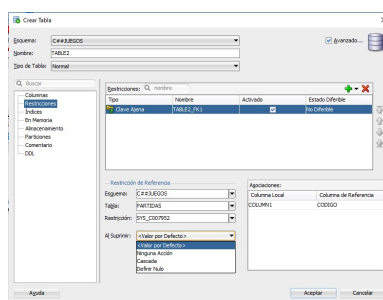 Crear Tabla
Esquema: C##JUEGOS
Avanzado...
Nombre: TABLE2
Tipo de Tabla: Normal
Buscar
Columnas
Restricciones
Índices
En Memoria
Almacenamiento
Particiones
Comentario
DDL
Restricciones: nombre
Tipo Nombre Activado Estado Diferible
Clave Ajena TABLE2_FK1 No Diferible
Restricción de Referencia
Esquema: C##JUEGOS
Tabla: PARTIDAS
Restricción: SYS_C007952
Al Suprimir: <Valor por Defecto>
<Valor por Defecto>
Ninguna Acción
Cascada
Definir Nulo
Asociaciones:
Columna Local Columna de Referencia
COLUMN1 CODIGO
Ayuda Aceptar Cancelar